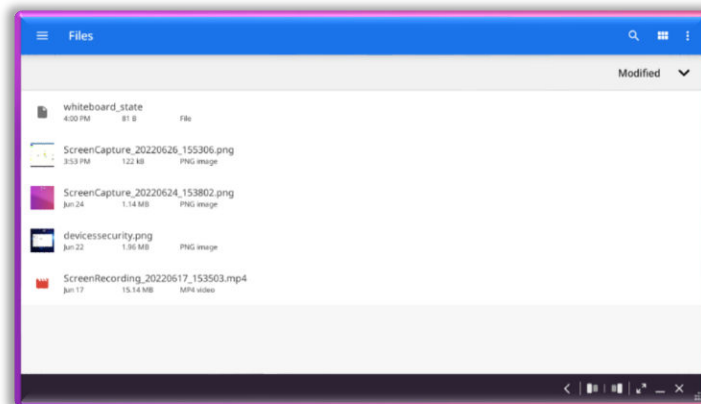 Files
Modified
whiteboard_state
4:00 PM 81 B File
ScreenCapture_20220626_155306.png
3:53 PM 122 kB PNG image
ScreenCapture_20220624_153802.png
Jun 24 1.14 MB PNG image
devicessecurity.png
Jun 22 1.96 MB PNG image
ScreenRecording_20220617_153503.mp4
Jun 17 15.14 MB MP4 video